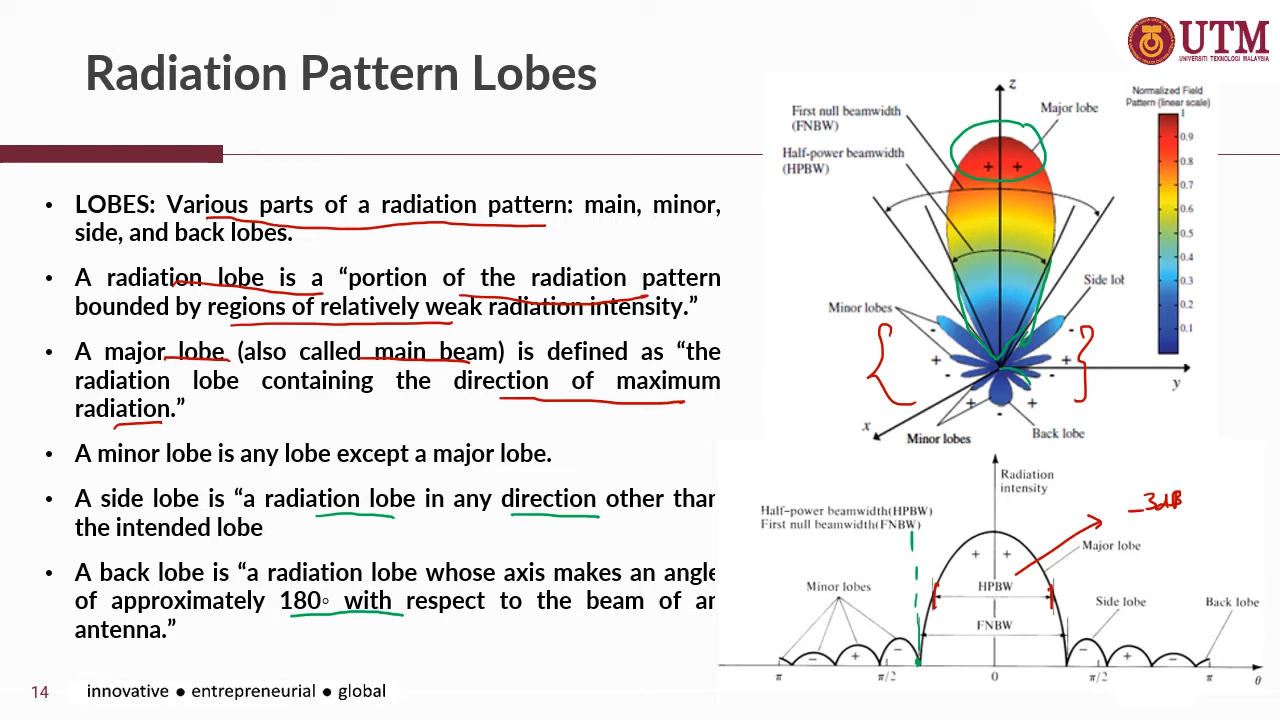 UTM
UNIVERSITI TEKNOLOGI MALAYSIA
Radiation Pattern Lobes
• LOBES: Various parts of a radiation pattern: main, minor,
side, and back lobes.
• A radiation lobe is a “portion of the radiation pattern
bounded by regions of relatively weak radiation intensity.”
• A major lobe (also called main beam) is defined as “the
radiation lobe containing the direction of maximum
radiation.”
• A minor lobe is any lobe except a major lobe.
• A side lobe is “a radiation lobe in any direction other than
the intended lobe
• A back lobe is “a radiation lobe whose axis makes an angle
of approximately 180◦ with respect to the beam of an
antenna.”
z
Normalized Field
Pattern (linear scale)
First null beamwidth
(FNBW)
Major lobe
Half-power beamwidth
(HPBW)
+ +
1
0.9
0.8
0.7
0.6
0.5
0.4
0.3
0.2
0.1
Side lob
Minor lobes
- -
+ +
- -
+ - +
y
x
Minor lobes
Back lobe
Radiation
intensity
-3dB
Half-power beamwidth(HPBW)
First null beamwidth(FNBW)
+ +
Major lobe
Minor lobes
HPBW
Side lobe
Back lobe
FNBW
− + − − + −
π π/2 0 π/2 π θ
14 innovative ● entrepreneurial ● global